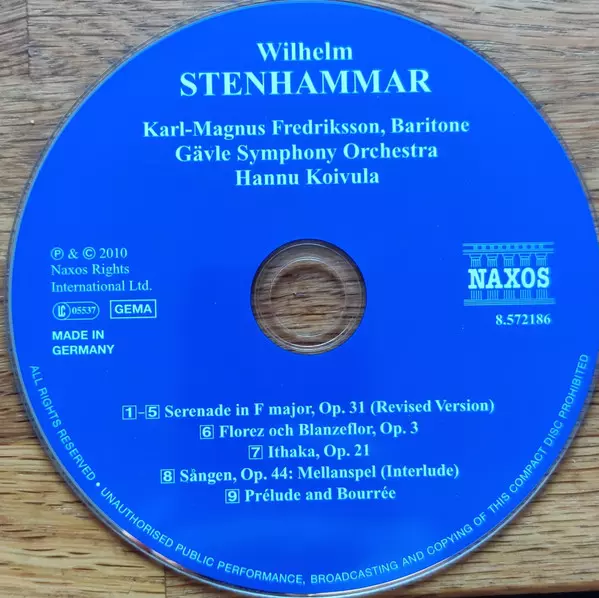 Wilhelm
STENHAMMAR
Karl-Magnus Fredriksson, Baritone
Gävle Symphony Orchestra
Hannu Koivula
℗ & © 2010
Naxos Rights
International Ltd.
LC 05537 GEMA
MADE IN
GERMANY
NAXOS
8.572186
1-5 Serenade in F major, Op. 31 (Revised Version)
6 Florez och Blanzeflor, Op. 3
7 Ithaka, Op. 21
8 Sången, Op. 44: Mellanspel (Interlude)
9 Prélude and Bourrée
ALL RIGHTS RESERVED • UNAUTHORISED PUBLIC PERFORMANCE, BROADCASTING AND COPYING OF THIS COMPACT DISC PROHIBITED